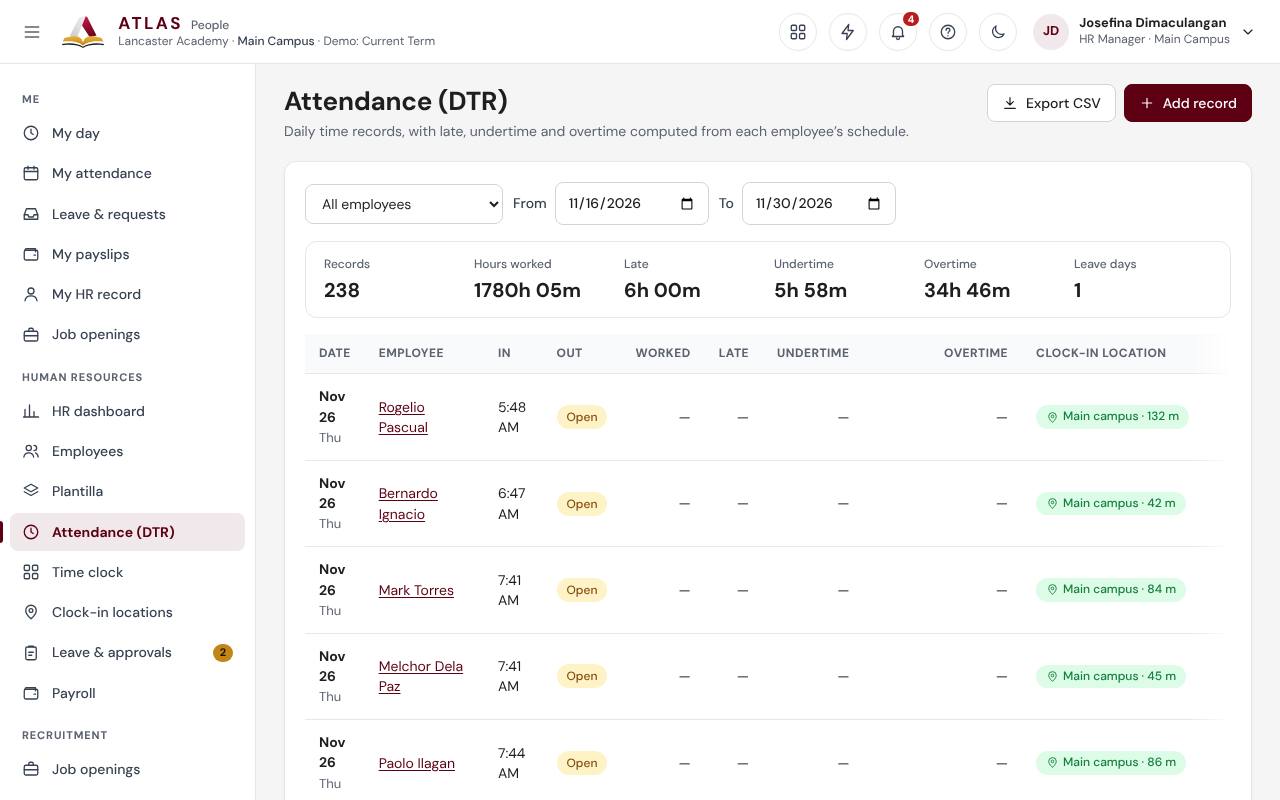 ATLAS People
Lancaster Academy · Main Campus · Demo: Current Term
4
JD
Josefina Dimaculangan
HR Manager · Main Campus
ME
My day
My attendance
Leave & requests
My payslips
My HR record
Job openings
HUMAN RESOURCES
HR dashboard
Employees
Plantilla
Attendance (DTR)
Time clock
Clock-in locations
Leave & approvals 2
Payroll
RECRUITMENT
Job openings
Attendance (DTR)
Daily time records, with late, undertime and overtime computed from each employee's schedule.
Export CSV
Add record
All employees From 11/16/2026 To 11/30/2026
Records Hours worked Late Undertime Overtime Leave days
238 1780h 05m 6h 00m 5h 58m 34h 46m 1
DATE EMPLOYEE IN OUT WORKED LATE UNDERTIME OVERTIME CLOCK-IN LOCATION
Nov 26 Thu Rogelio Pascual 5:48 AM Open — — — — Main campus · 132 m
Nov 26 Thu Bernardo Ignacio 6:47 AM Open — — — — Main campus · 42 m
Nov 26 Thu Mark Torres 7:41 AM Open — — — — Main campus · 84 m
Nov 26 Thu Melchor Dela Paz 7:41 AM Open — — — — Main campus · 45 m
Nov 26 Thu Paolo Ilagan 7:44 AM Open — — — — Main campus · 86 m